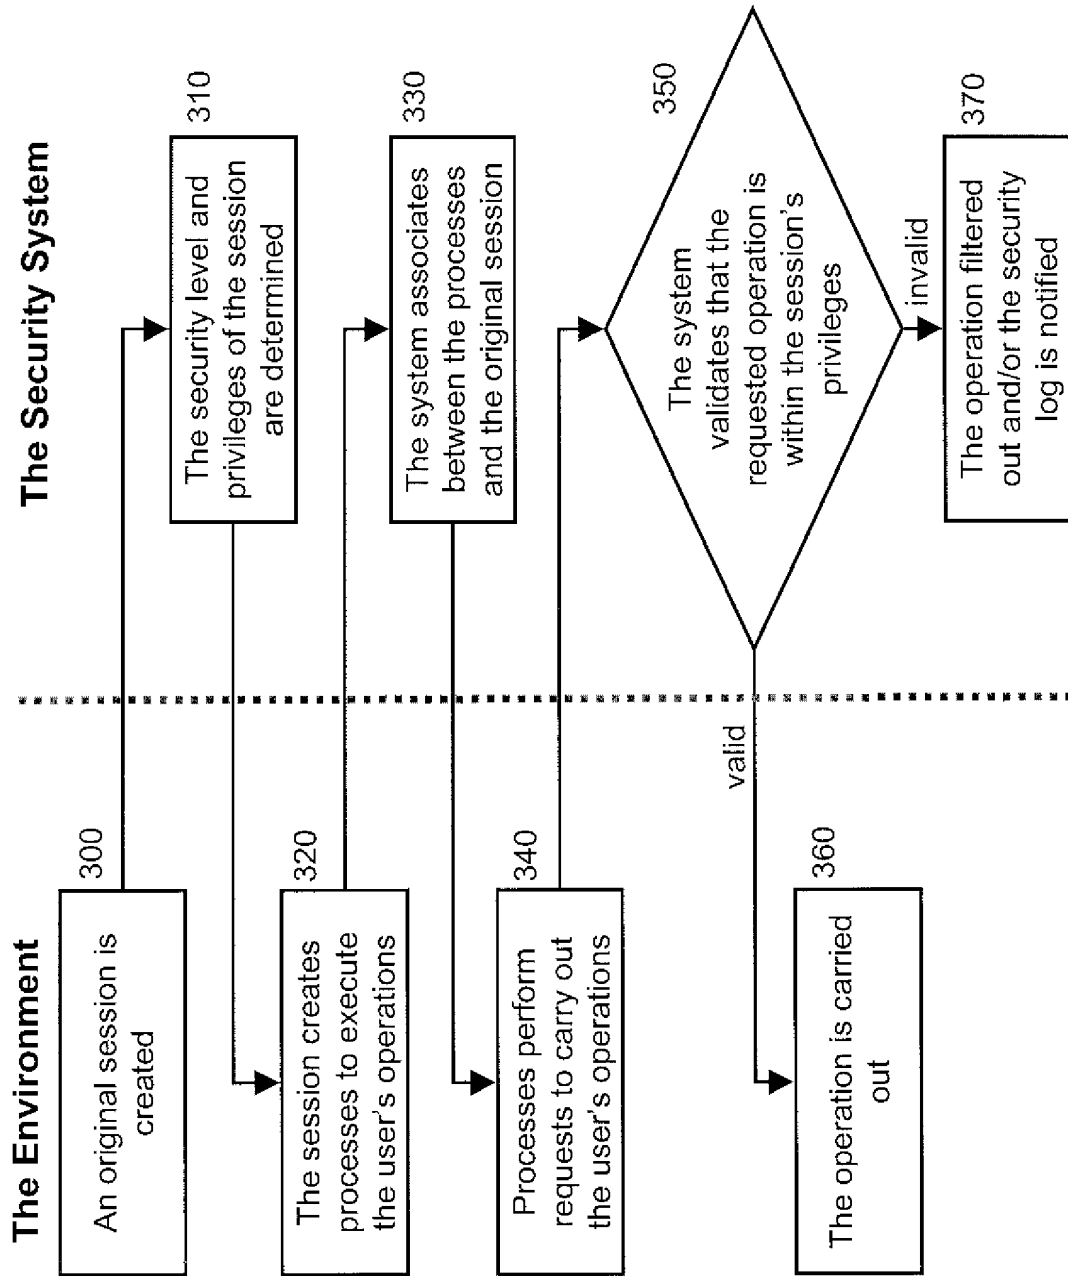 The Environment
The Security System
An original session is
created
300
The security level and
privileges of the session
are determined
310
The session creates
processes to execute
the user's operations
320
The system associates
between the processes
and the original session
330
Processes perform
requests to carry out
the user's operations
340
The system
validates that the
requested operation is
within the session's
privileges
350
valid
invalid
The operation is carried
out
360
The operation filtered
out and/or the security
log is notified
370